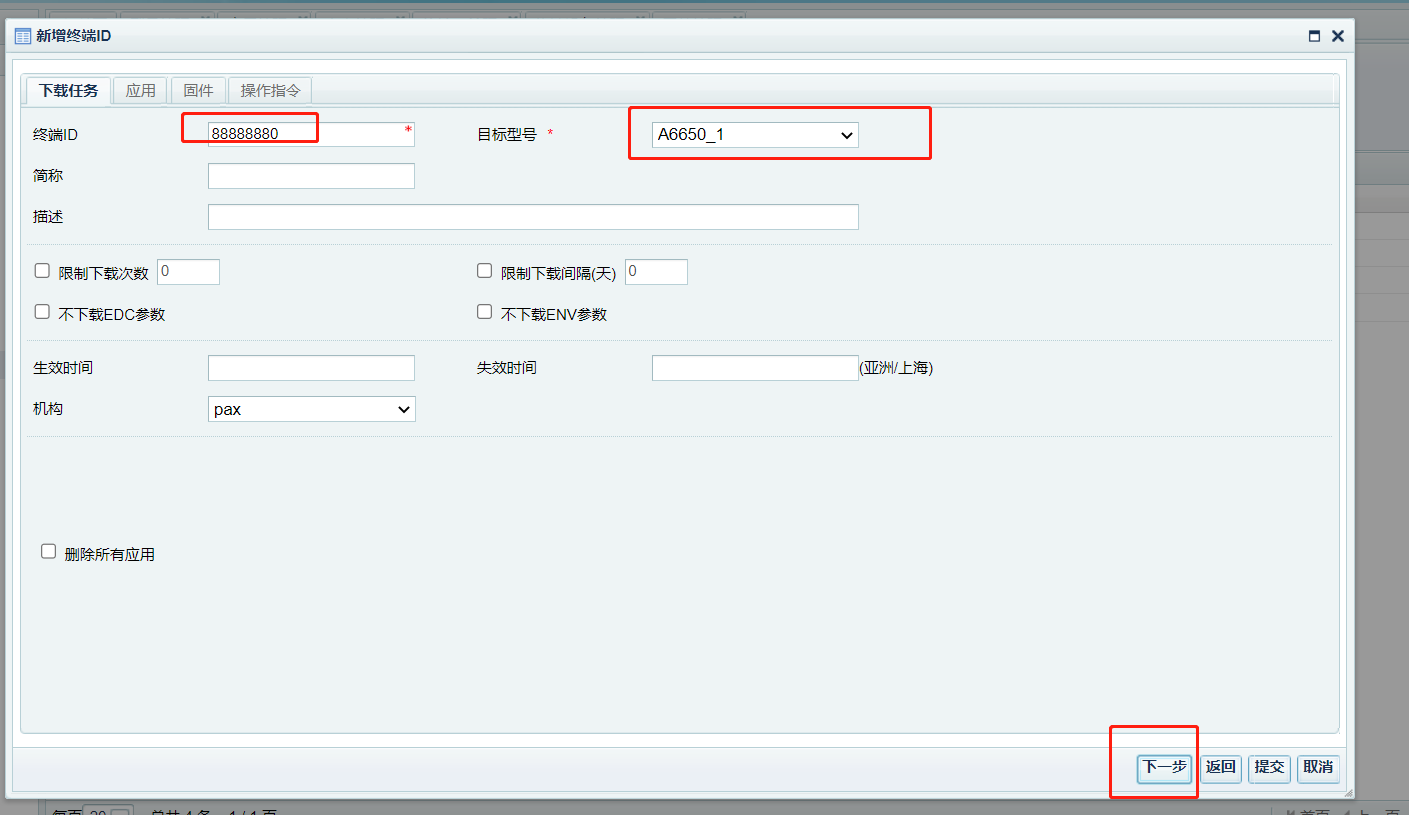 新增终端ID
下载任务 应用 固件 操作指令
终端ID 88888880 * 目标型号 * A6650_1
简称
描述
限制下载次数 0 限制下载间隔(天) 0
不下载EDC参数 不下载ENV参数
生效时间 失效时间 (亚洲/上海)
机构 pax
删除所有应用
下一步 返回 提交 取消